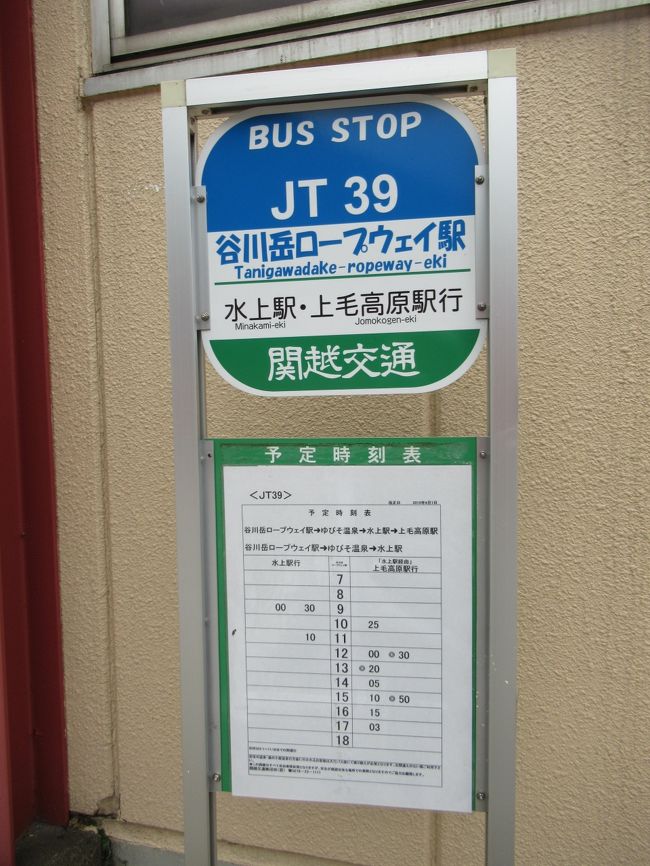 BUS STOP
JT 39
谷川岳ロープウェイ駅
Tanigawadake-ropeway-eki
水上駅・上毛高原駅行
Minakami-eki Jomokogen-eki
関越交通
予定時刻表
<JT39>
予定時刻表
谷川岳ロープウェイ駅→ゆびそ温泉→水上駅→上毛高原駅
谷川岳ロープウェイ駅→ゆびそ温泉→水上駅
水上駅行 「水上駅経由」
上毛高原駅行
7
8
00 30 9
10 25
10 11
12 00 ◎30
13 ◎20
14 05
15 10 ◎50
16 15
17 03
18